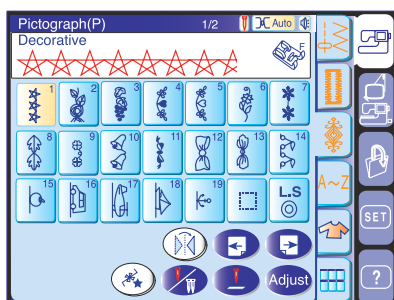 Pictograph(P) 1/2 Auto
Decorative
F
1 2 3 4 5 6 7
8 9 10 11 12 13 14
15 16 17 18 19 L.S
A~Z
SET
Adjust
?